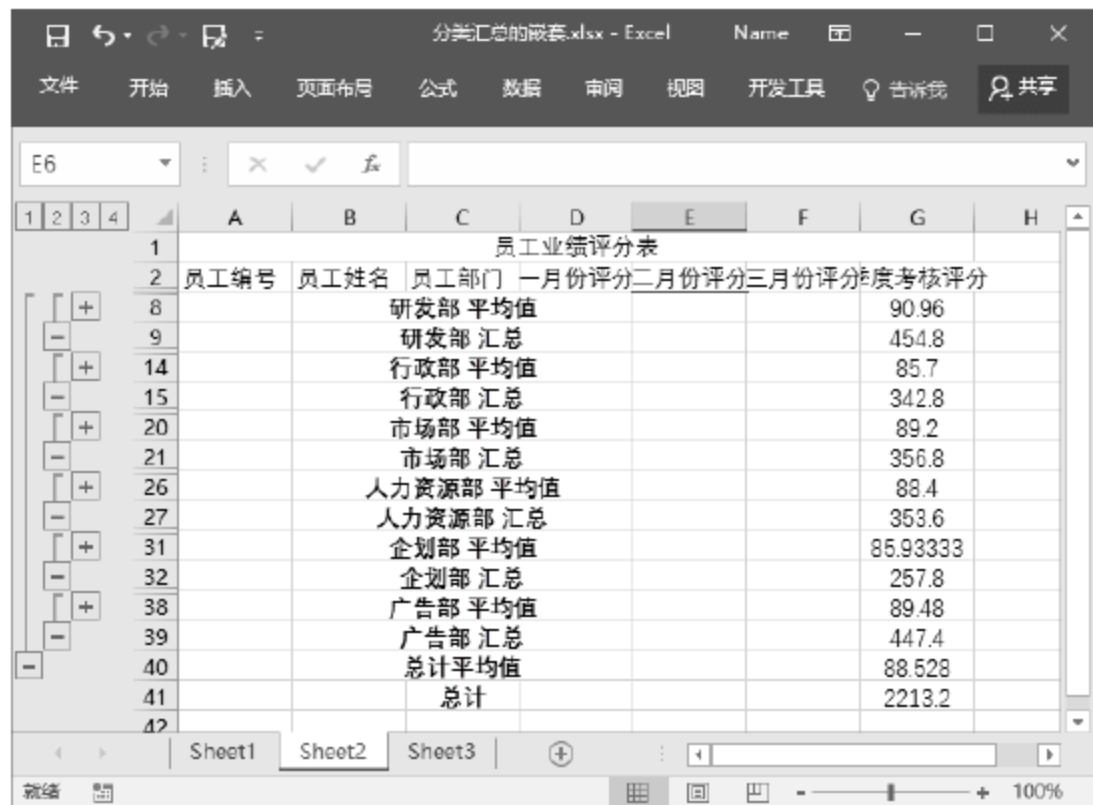 分类汇总的嵌套.xlsx - Excel Name
文件 开始 插入 页面布局 公式 数据 审阅 视图 开发工具 告诉我 共享
E6 fx
1 2 3 4 A B C D E F G H
1 员工业绩评分表
2 员工编号 员工姓名 员工部门 一月份评分 二月份评分 三月份评分 度考核评分
8 研发部 平均值 90.96
9 研发部 汇总 454.8
14 行政部 平均值 85.7
15 行政部 汇总 342.8
20 市场部 平均值 89.2
21 市场部 汇总 356.8
26 人力资源部 平均值 88.4
27 人力资源部 汇总 353.6
31 企划部 平均值 85.93333
32 企划部 汇总 257.8
38 广告部 平均值 89.48
39 广告部 汇总 447.4
40 总计平均值 88.528
41 总计 2213.2
42
Sheet1 Sheet2 Sheet3
就绪 100%